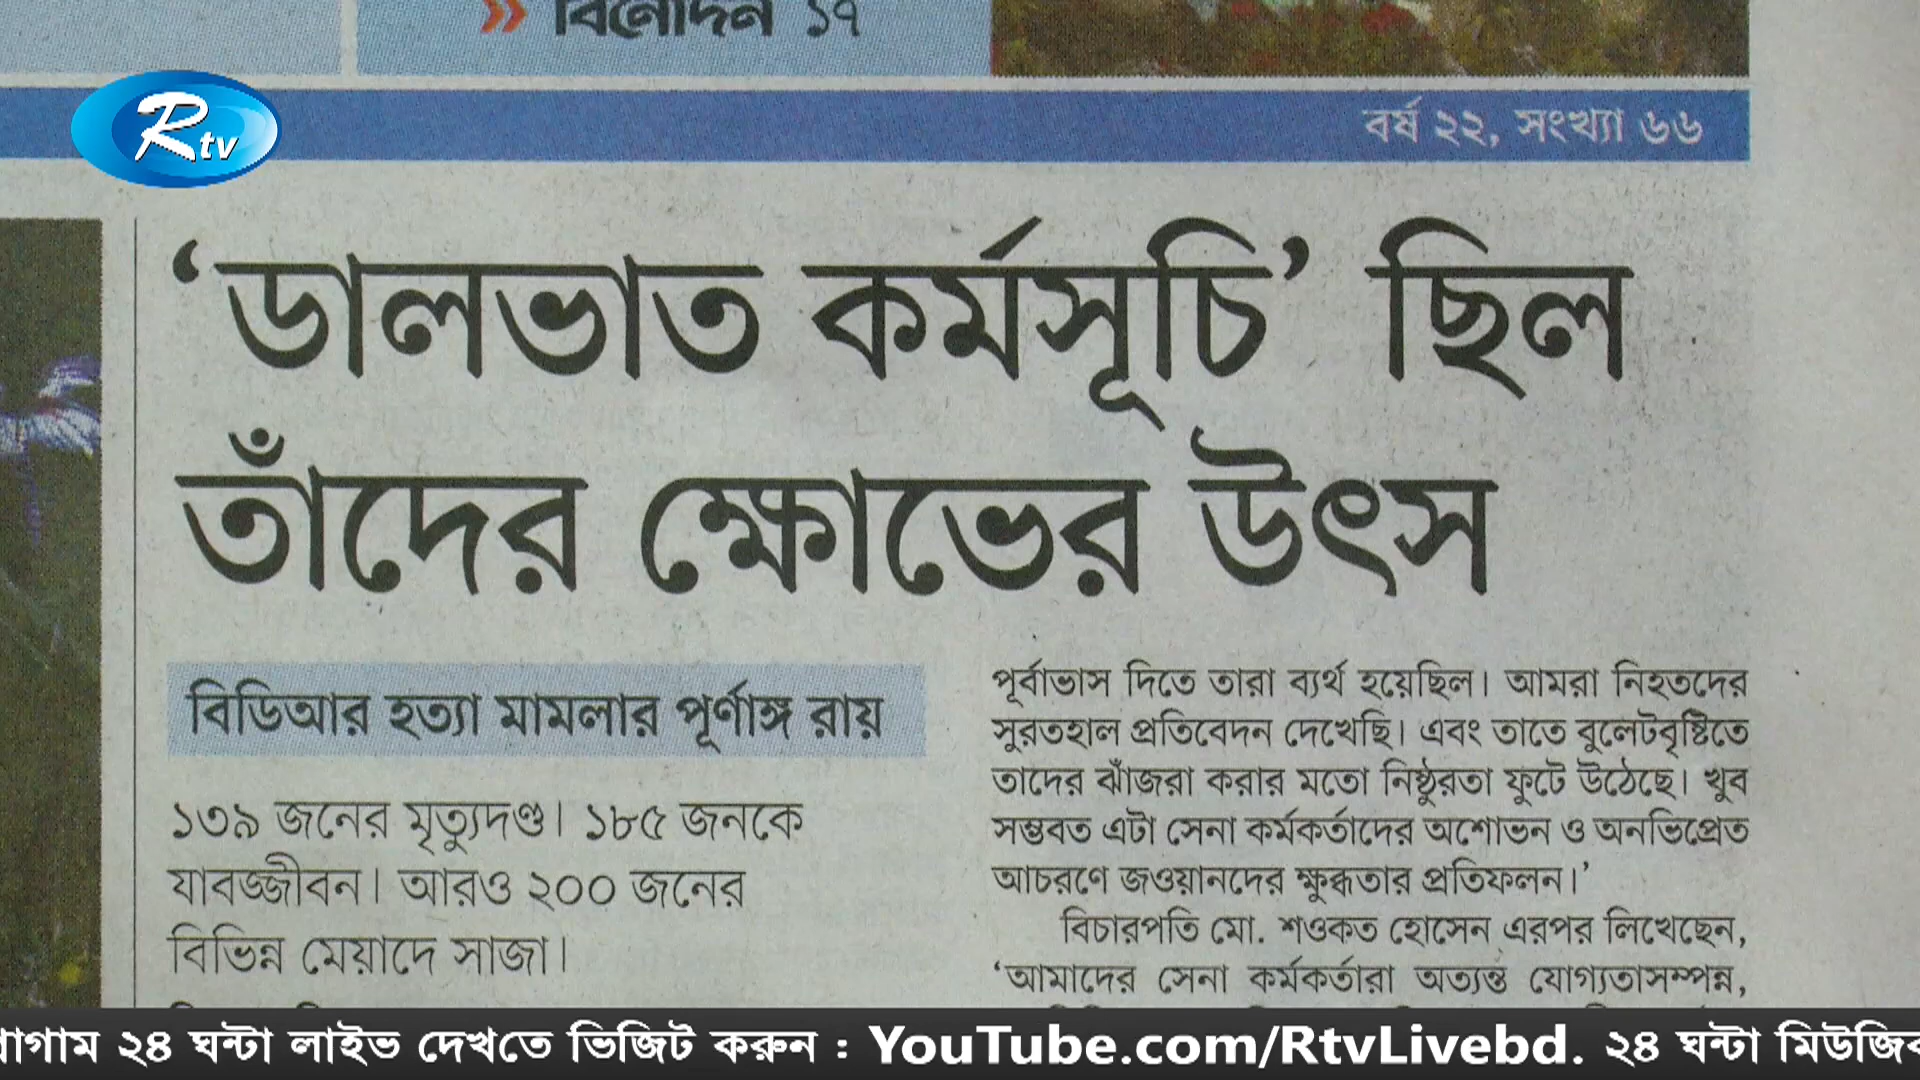 বিনোদন ১৭
Rtv
বর্ষ ২২, সংখ্যা ৬৬
‘ডালভাত কর্মসূচি’ ছিল
তাঁদের ক্ষোভের উৎস
বিডিআর হত্যা মামলার পূর্ণাঙ্গ রায়
১৩৯ জনের মৃত্যুদণ্ড। ১৮৫ জনকে
যাবজ্জীবন। আরও ২০০ জনের
বিভিন্ন মেয়াদে সাজা।
পূর্বাভাস দিতে তারা ব্যর্থ হয়েছিল। আমরা নিহতদের
সুরতহাল প্রতিবেদন দেখেছি। এবং তাতে বুলেটবৃষ্টিতে
তাদের ঝাঁজরা করার মতো নিষ্ঠুরতা ফুটে উঠেছে। খুব
সম্ভবত এটা সেনা কর্মকর্তাদের অশোভন ও অনভিপ্রেত
আচরণে জওয়ানদের ক্ষুব্ধতার প্রতিফলন।’
বিচারপতি মো. শওকত হোসেন এরপর লিখেছেন,
‘আমাদের সেনা কর্মকর্তারা অত্যন্ত যোগ্যতাসম্পন্ন,
২৪ ঘন্টা লাইভ দেখতে ভিজিট করুন : YouTube.com/RtvLivebd. ২৪ ঘন্টা